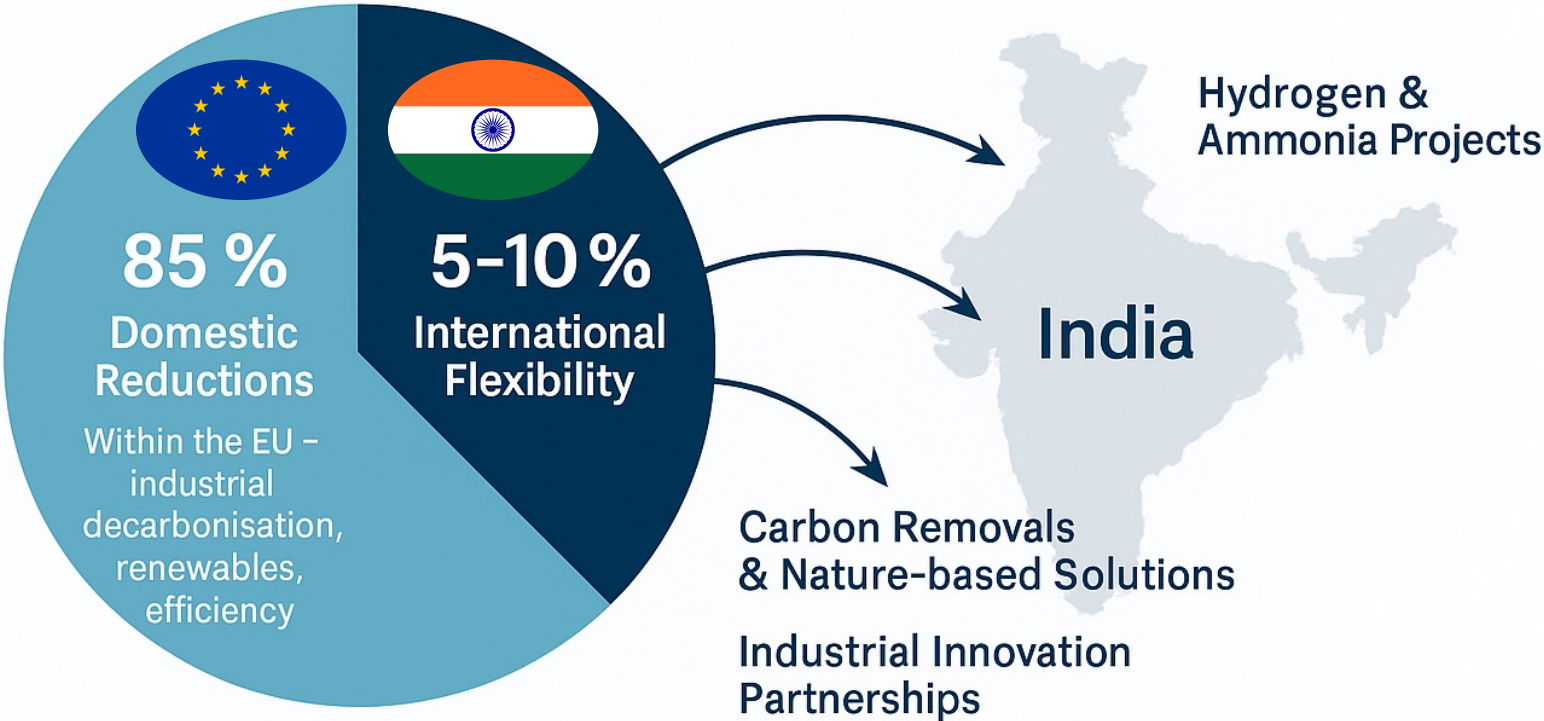 85 %
Domestic
Reductions
Within the EU –
industrial
decarbonisation,
renewables,
efficiency
5-10 %
International
Flexibility
Hydrogen &
Ammonia Projects
India
Carbon Removals
& Nature-based Solutions
Industrial Innovation
Partnerships